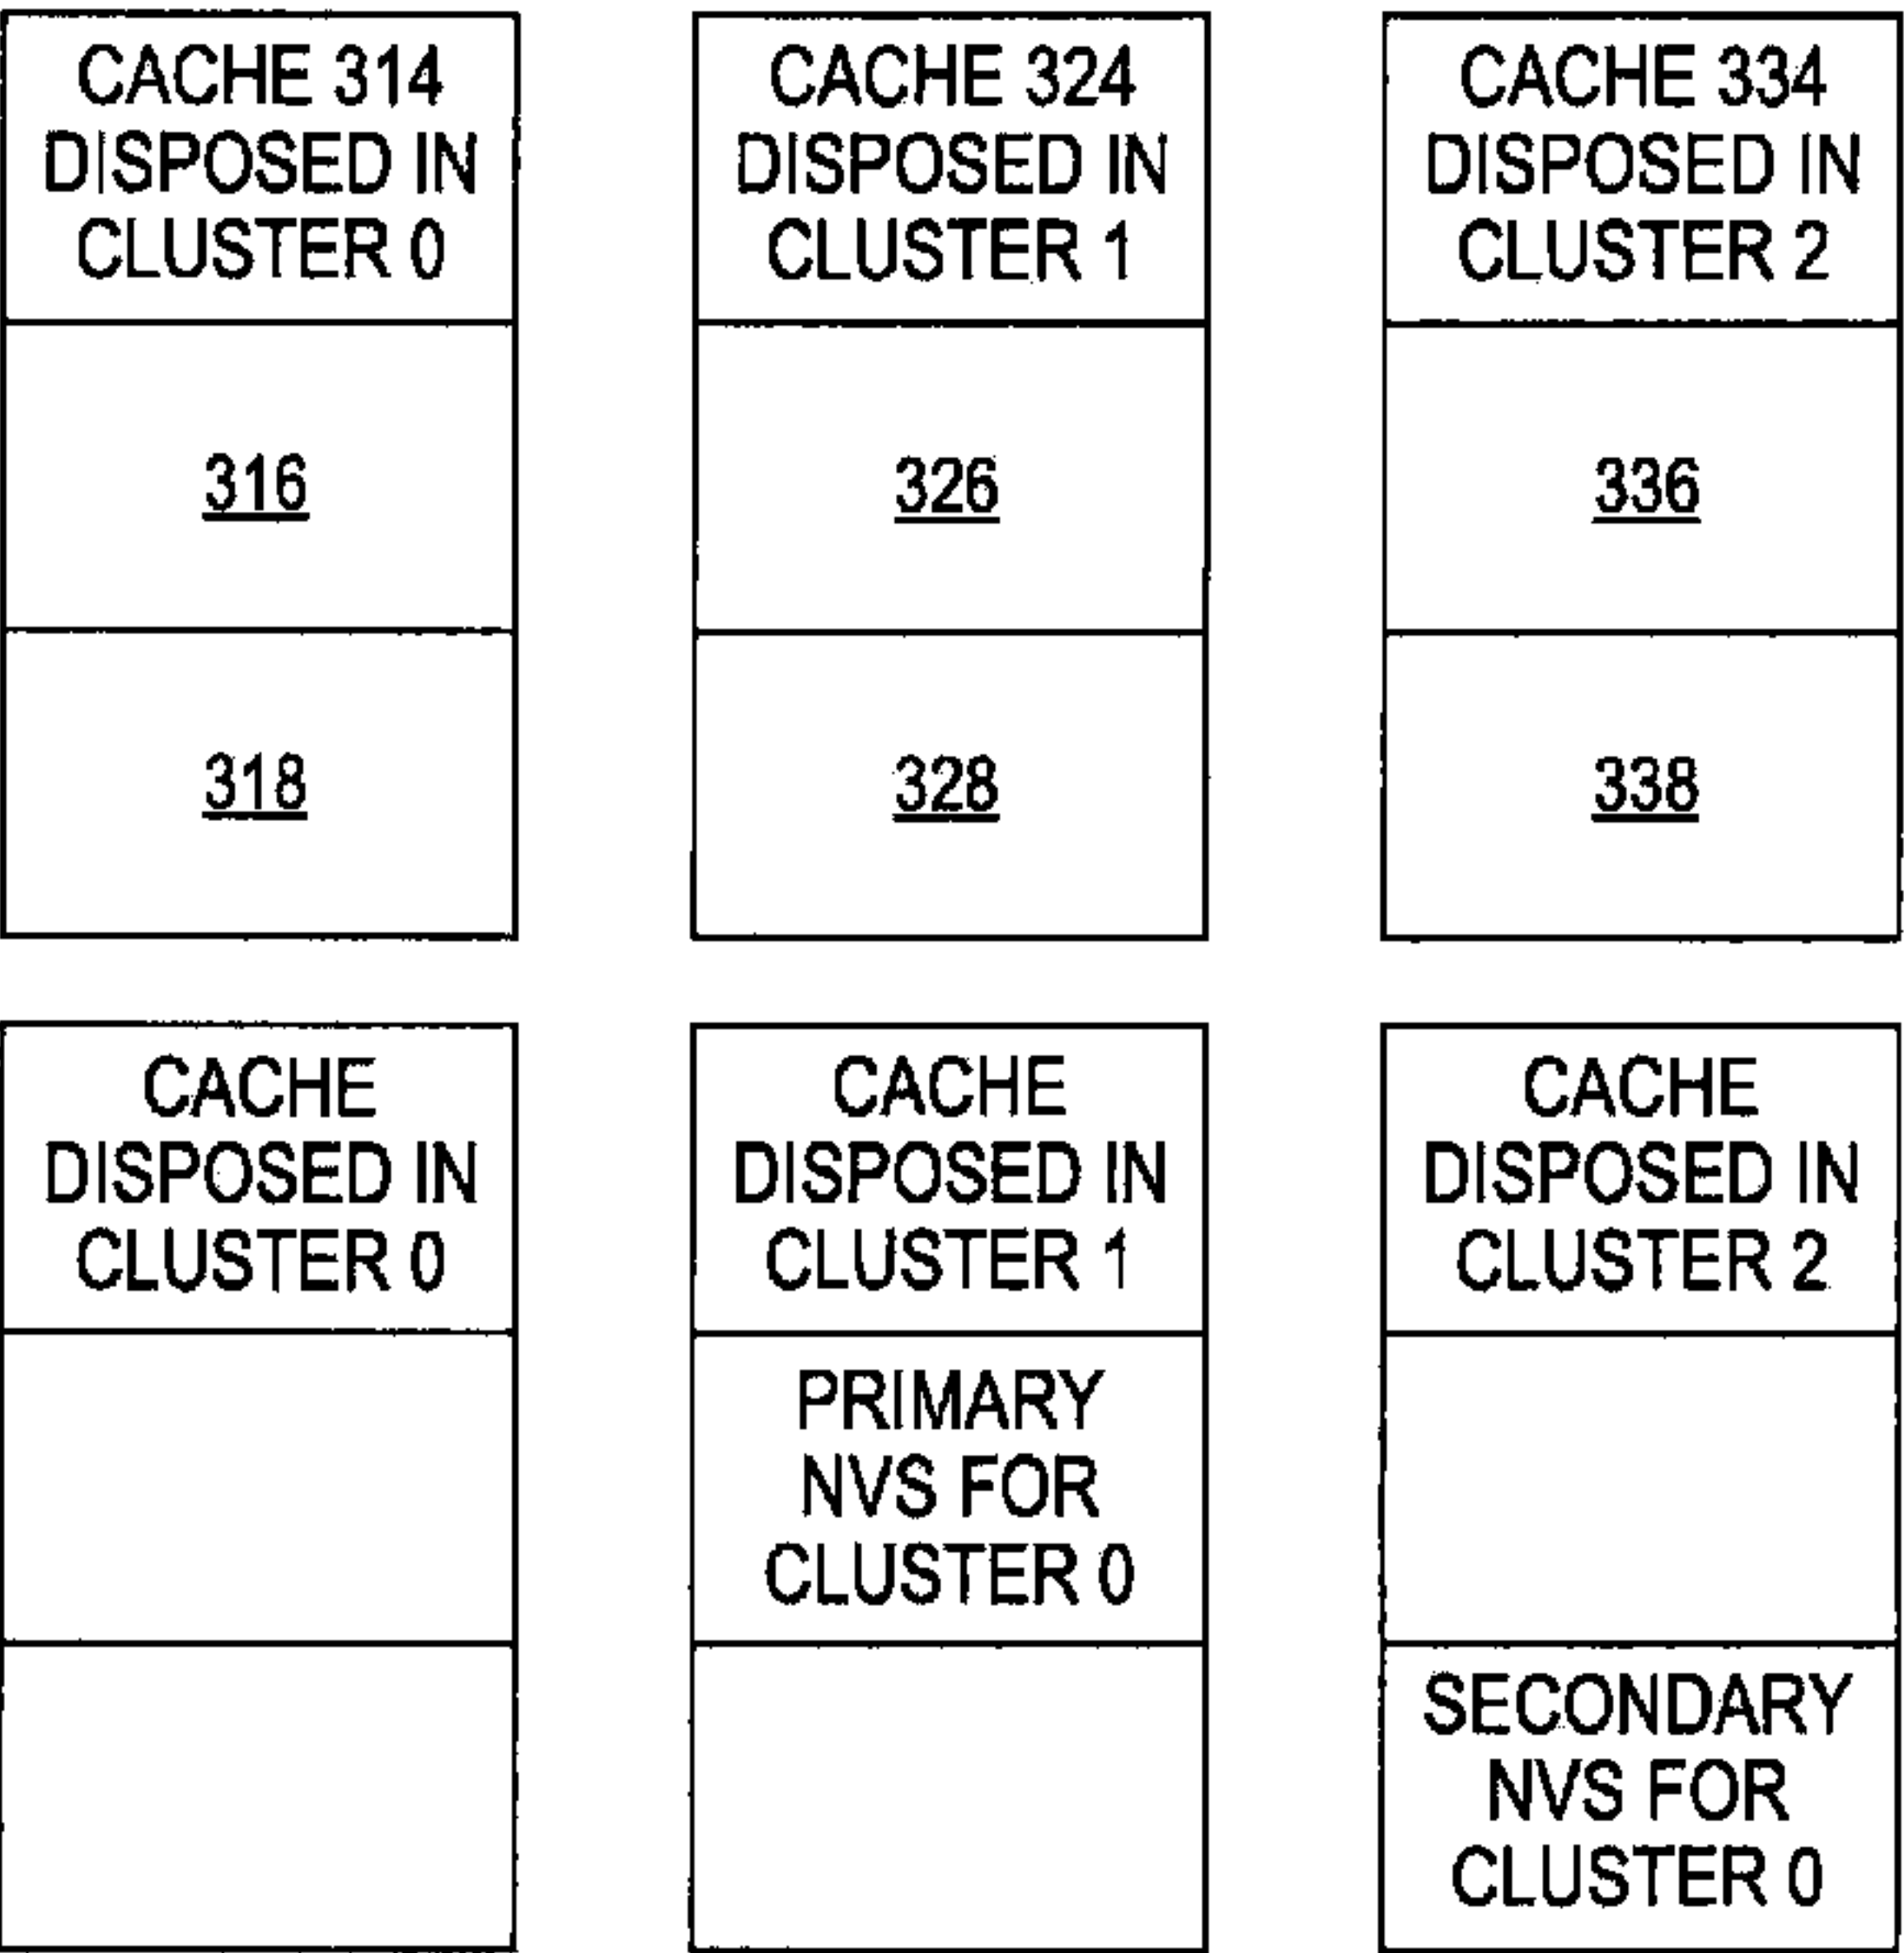 CACHE 314
DISPOSED IN
CLUSTER 0
316
318
CACHE 324
DISPOSED IN
CLUSTER 1
326
328
CACHE 334
DISPOSED IN
CLUSTER 2
336
338
CACHE
DISPOSED IN
CLUSTER 0
CACHE
DISPOSED IN
CLUSTER 1
PRIMARY
NVS FOR
CLUSTER 0
CACHE
DISPOSED IN
CLUSTER 2
SECONDARY
NVS FOR
CLUSTER 0